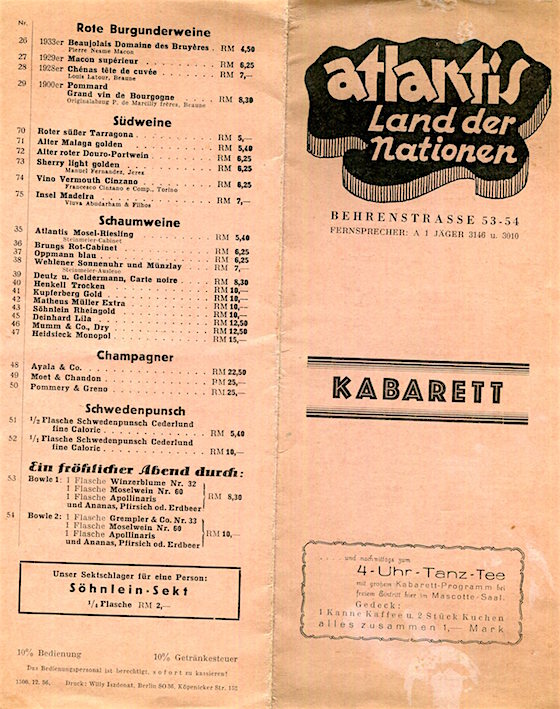 Nr.
Rote Burgunderweine
26 1933er Beaujolais Domaine des Bruyères . RM 4,50
Pierre Nesme Macon
27 1929er Macon supérieur . . . . . . . . . RM 6,25
28 1928er Chénas tête de cuvée . . . . . . . RM 7,—
Louis Latour, Beaune
29 1900er Pommard
Grand vin de Bourgogne . . . . . . RM 8,30
Originalabung P. de Marcilly frères, Beaune
Südweine
70 Roter süßer Tarragona . . . . . . . . . RM 5,—
71 Alter Malaga golden . . . . . . . . . RM 5,40
72 Alter roter Douro-Portwein . . . . . . . RM 6,25
73 Sherry light golden . . . . . . . . . . RM 6,25
Manuel Fernandez, Jerez
74 Vino Vermouth Cinzano . . . . . . . . . RM 6,25
Francesco Cinzano e Comp., Torino
75 Insel Madeira . . . . . . . . . . . . RM 7,—
Viuva Abudarham & Filhos
Schaumweine
35 Atlantis Mosel-Riesling . . . . . . . . RM 5,40
Steinmeier-Cabinet
36 Brungs Rot-Cabinet . . . . . . . . . . RM 6,25
37 Oppmann blau . . . . . . . . . . . . RM 6,25
38 Wehlener Sonnenuhr und Münzlay . . . . RM 7,—
Steinmeier-Auslese
39 Deutz u. Geldermann, Carte noire . . . . RM 8,30
40 Henkell Trocken . . . . . . . . . . . RM 10,—
41 Kupferberg Gold . . . . . . . . . . . RM 10,—
42 Matheus Müller Extra . . . . . . . . . RM 10,—
43 Söhnlein Rheingold . . . . . . . . . . RM 10,—
45 Deinhard Lila . . . . . . . . . . . . RM 10,—
46 Mumm & Co., Dry . . . . . . . . . . RM 12,50
47 Heidsieck Monopol . . . . . . . . . . RM 15,—
Champagner
48 Ayala & Co. . . . . . . . . . . . . RM 22,50
49 Moet & Chandon . . . . . . . . . . . RM 25,—
50 Pommery & Greno . . . . . . . . . . RM 25,—
Schwedenpunsch
51 1/2 Flasche Schwedenpunsch Cederlund
fine Caloric . . . . . . . . . . . RM 5,40
52 1/1 Flasche Schwedenpunsch Cederlund
fine Caloric . . . . . . . . . . . RM 10,—
Ein fröhlicher Abend durch:
53 Bowle 1: 1 Flasche Winzerblume Nr. 32
1 Flasche Moselwein Nr. 60
1 Flasche Apollinaris RM 8,30
und Ananas, Pfirsich od. Erdbeer
54 Bowle 2: 1 Flasche Grempler & Co. Nr. 33
1 Flasche Moselwein Nr. 60
1 Flasche Apollinaris RM 10,—
und Ananas, Pfirsich od. Erdbeer
Unser Sektschlager für eine Person:
Söhnlein-Sekt
1/4 Flasche RM 2,—
10% Bedienung 10% Getränkesteuer
Das Bedienungspersonal ist berechtigt, sofort zu kassieren!
1500. 12. 36. Druck: Willy Iszdonat, Berlin SO 36, Köpenicker Str. 152
atlantis
Land der
Nationen
BEHRENSTRASSE 53-54
FERNSPRECHER: A 1 JÄGER 3146 u. 3010
KABARETT
. . . . . und nachmittags zum
4-Uhr-Tanz-Tee
mit großem Kabarett-Programm bei
freiem Eintritt hier im Mascotte-Saal.
Gedeck:
1 Kanne Kaffee u. 2 Stück Kuchen
alles zusammen 1,— Mark